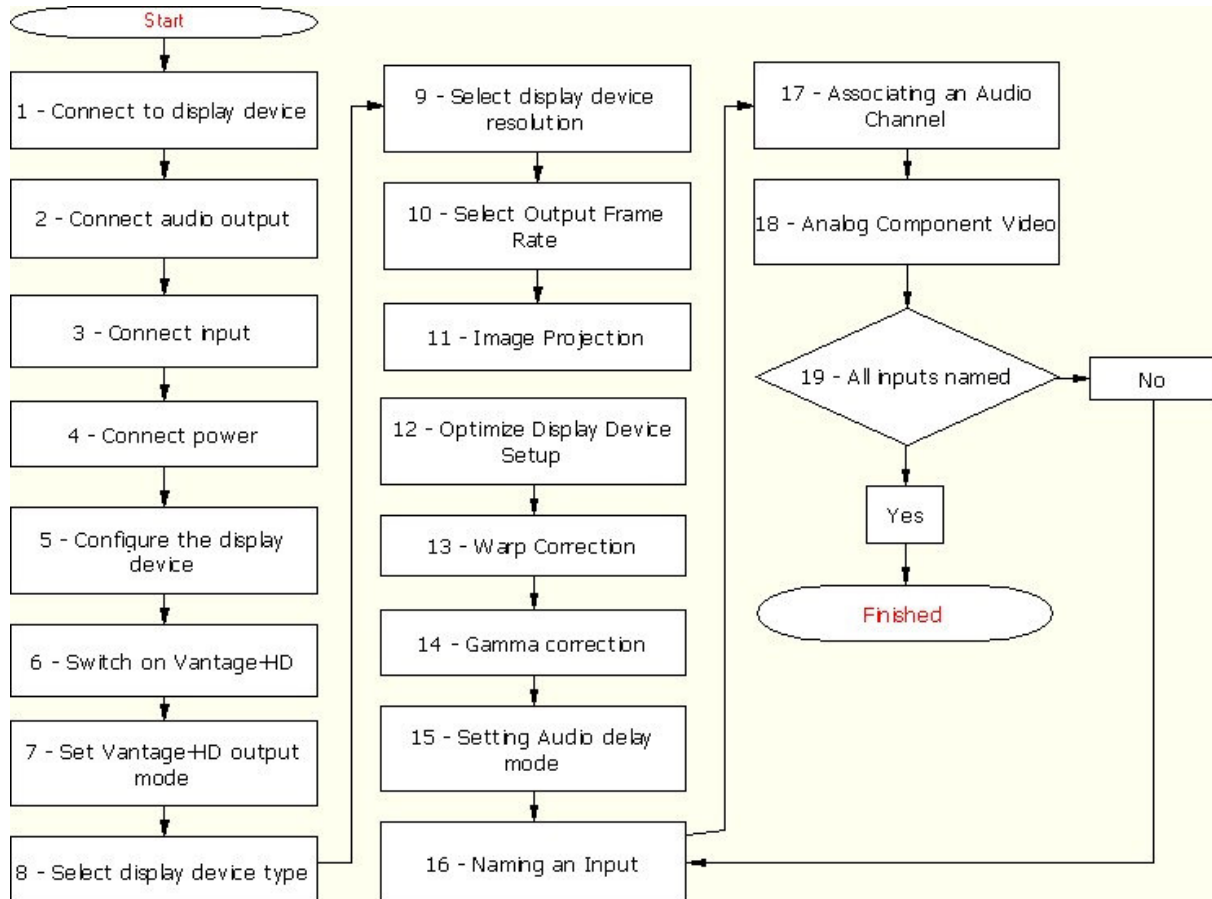 Start
1 - Connect to display device
2 - Connect audio output
3 - Connect input
4 - Connect power
5 - Configure the display
device
6 - Switch on Vantage+HD
7 - Set Vantage+HD output
mode
8 - Select display device type
9 - Select display device
resolution
10 - Select Output Frame
Rate
11 - Image Projection
12 - Optimize Display Device
Setup
13 - Warp Correction
14 - Gamma correction
15 - Setting Audio delay
mode
16 - Naming an Input
17 - Associating an Audio
Channel
18 - Analog Component Video
19 - All inputs named
No
Yes
Finished